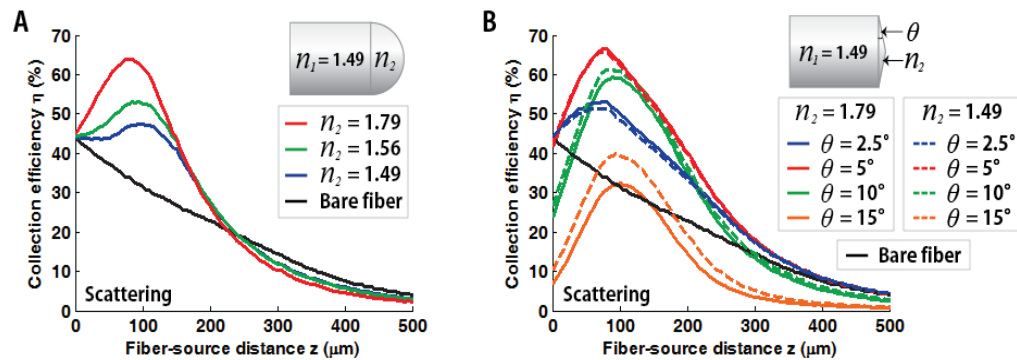 A
Collection efficiency η (%)
70
60
50
40
30
20
10
0
0 100 200 300 400 500
Fiber-source distance z (μm)
Scattering
n₁ = 1.49 n₂
n₂ = 1.79
n₂ = 1.56
n₂ = 1.49
Bare fiber
B
Collection efficiency η (%)
70
60
50
40
30
20
10
0
0 100 200 300 400 500
Fiber-source distance z (μm)
Scattering
n₁ = 1.49
θ
n₂
n₂ = 1.79
θ = 2.5°
θ = 5°
θ = 10°
θ = 15°
n₂ = 1.49
θ = 2.5°
θ = 5°
θ = 10°
θ = 15°
Bare fiber